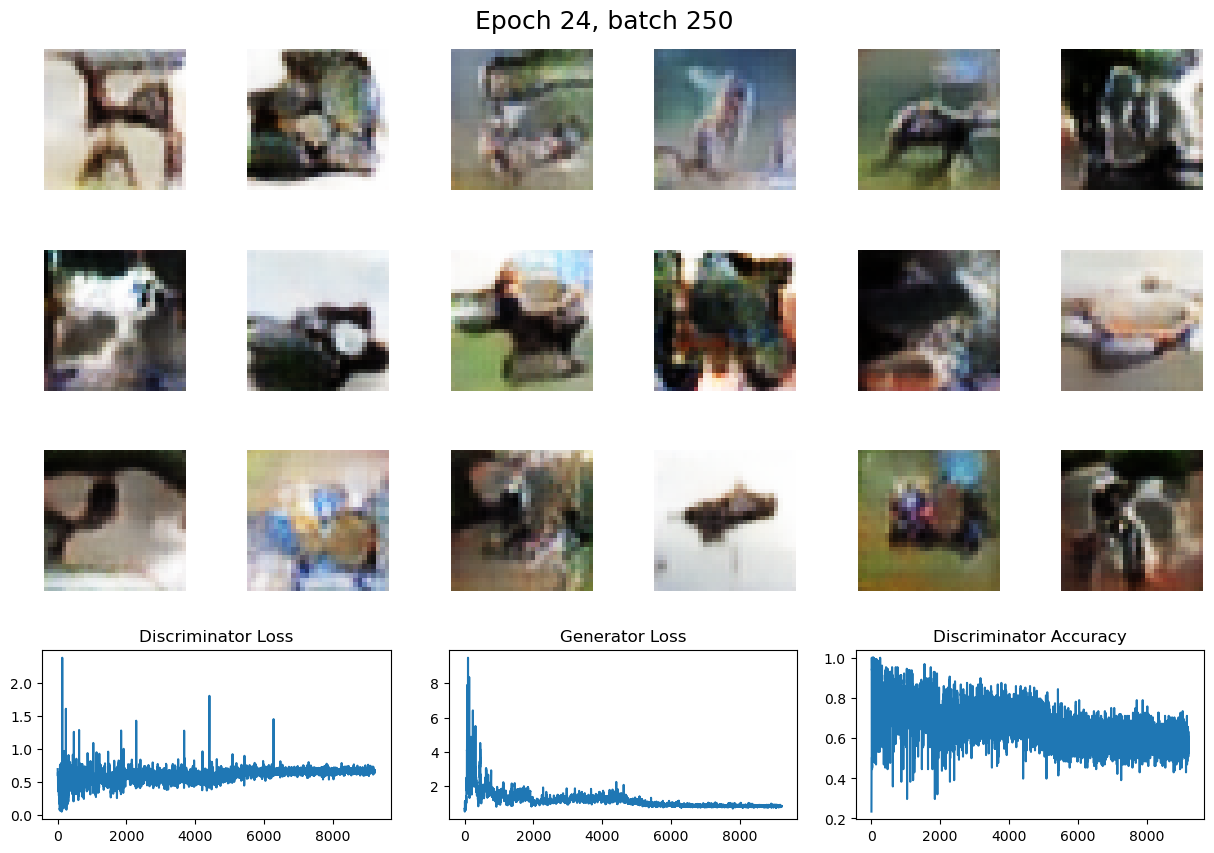 Epoch 24, batch 250
Discriminator Loss
Generator Loss
Discriminator Accuracy
2.0
1.5
1.0
0.5
0.0
0 2000 4000 6000 8000
8
6
4
2
0 2000 4000 6000 8000
1.0
0.8
0.6
0.4
0.2
0 2000 4000 6000 8000